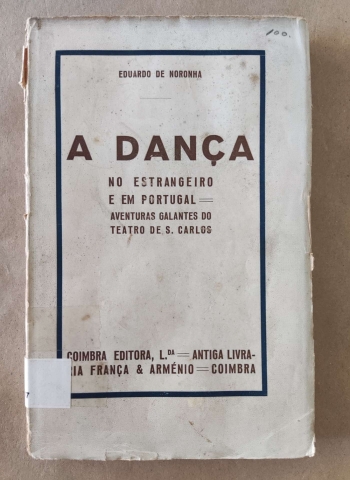 100.
EDUARDO DE NORONHA
A DANÇA
NO ESTRANGEIRO
E EM PORTUGAL=
AVENTURAS GALANTES DO
TEATRO DE S. CARLOS
COIMBRA EDITORA, L.DA=ANTIGA LIVRA-
RIA FRANÇA & ARMÉNIO=COIMBRA